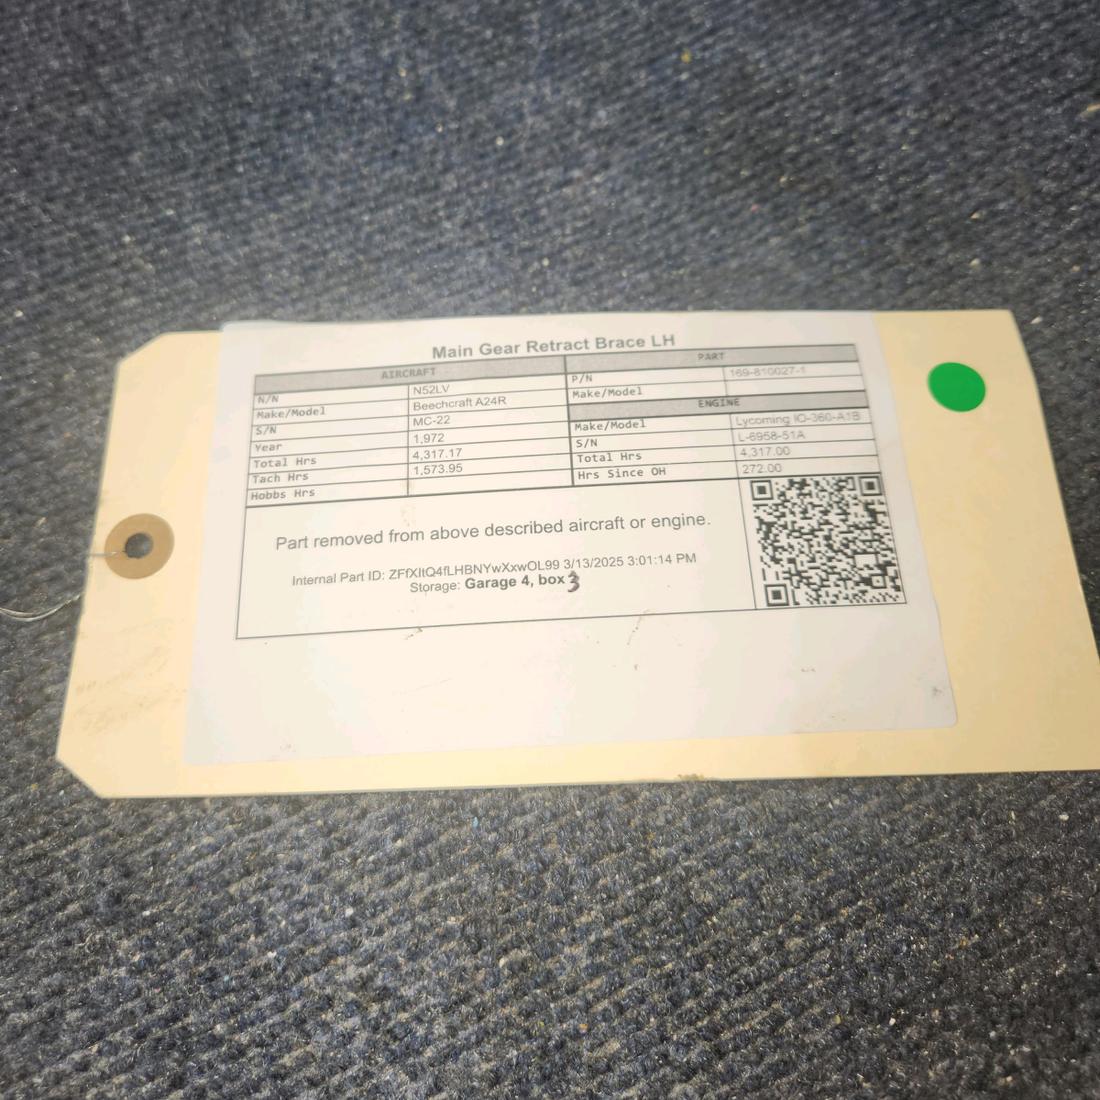 Main Gear Retract Brace LH
AIRCRAFT
N/N N52LV
Make/Model Beechcraft A24R
S/N MC-22
Year 1,972
Total Hrs 4,317.17
Tach Hrs 1,573.95
Hobbs Hrs
PART
P/N 169-810027-1
Make/Model
ENGINE
Make/Model Lycoming IO-360-A1B
S/N L-6958-51A
Total Hrs 4,317.00
Hrs Since OH 272.00
Part removed from above described aircraft or engine.
Internal Part ID: ZFfXItQ4fLHBNYwXxwOL99 3/13/2025 3:01:14 PM
Storage: Garage 4, box 3